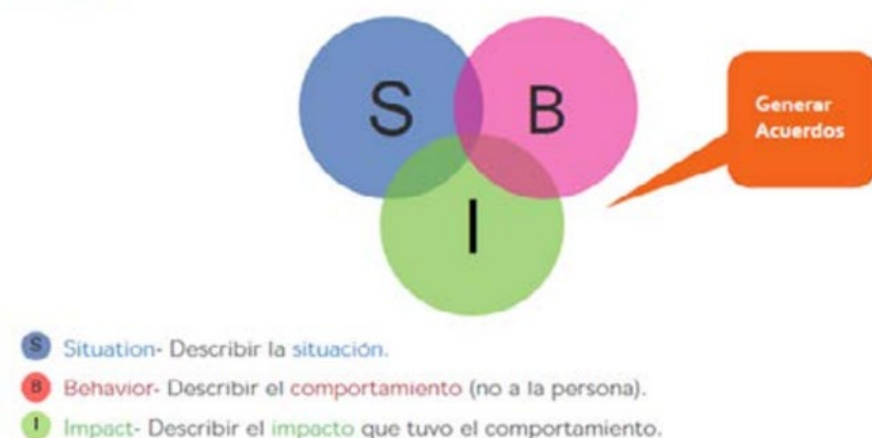 S
B
Generar
Acuerdos
I
S Situation- Describir la situación.
B Behavior- Describir el comportamiento (no a la persona).
I Impact- Describir el impacto que tuvo el comportamiento.